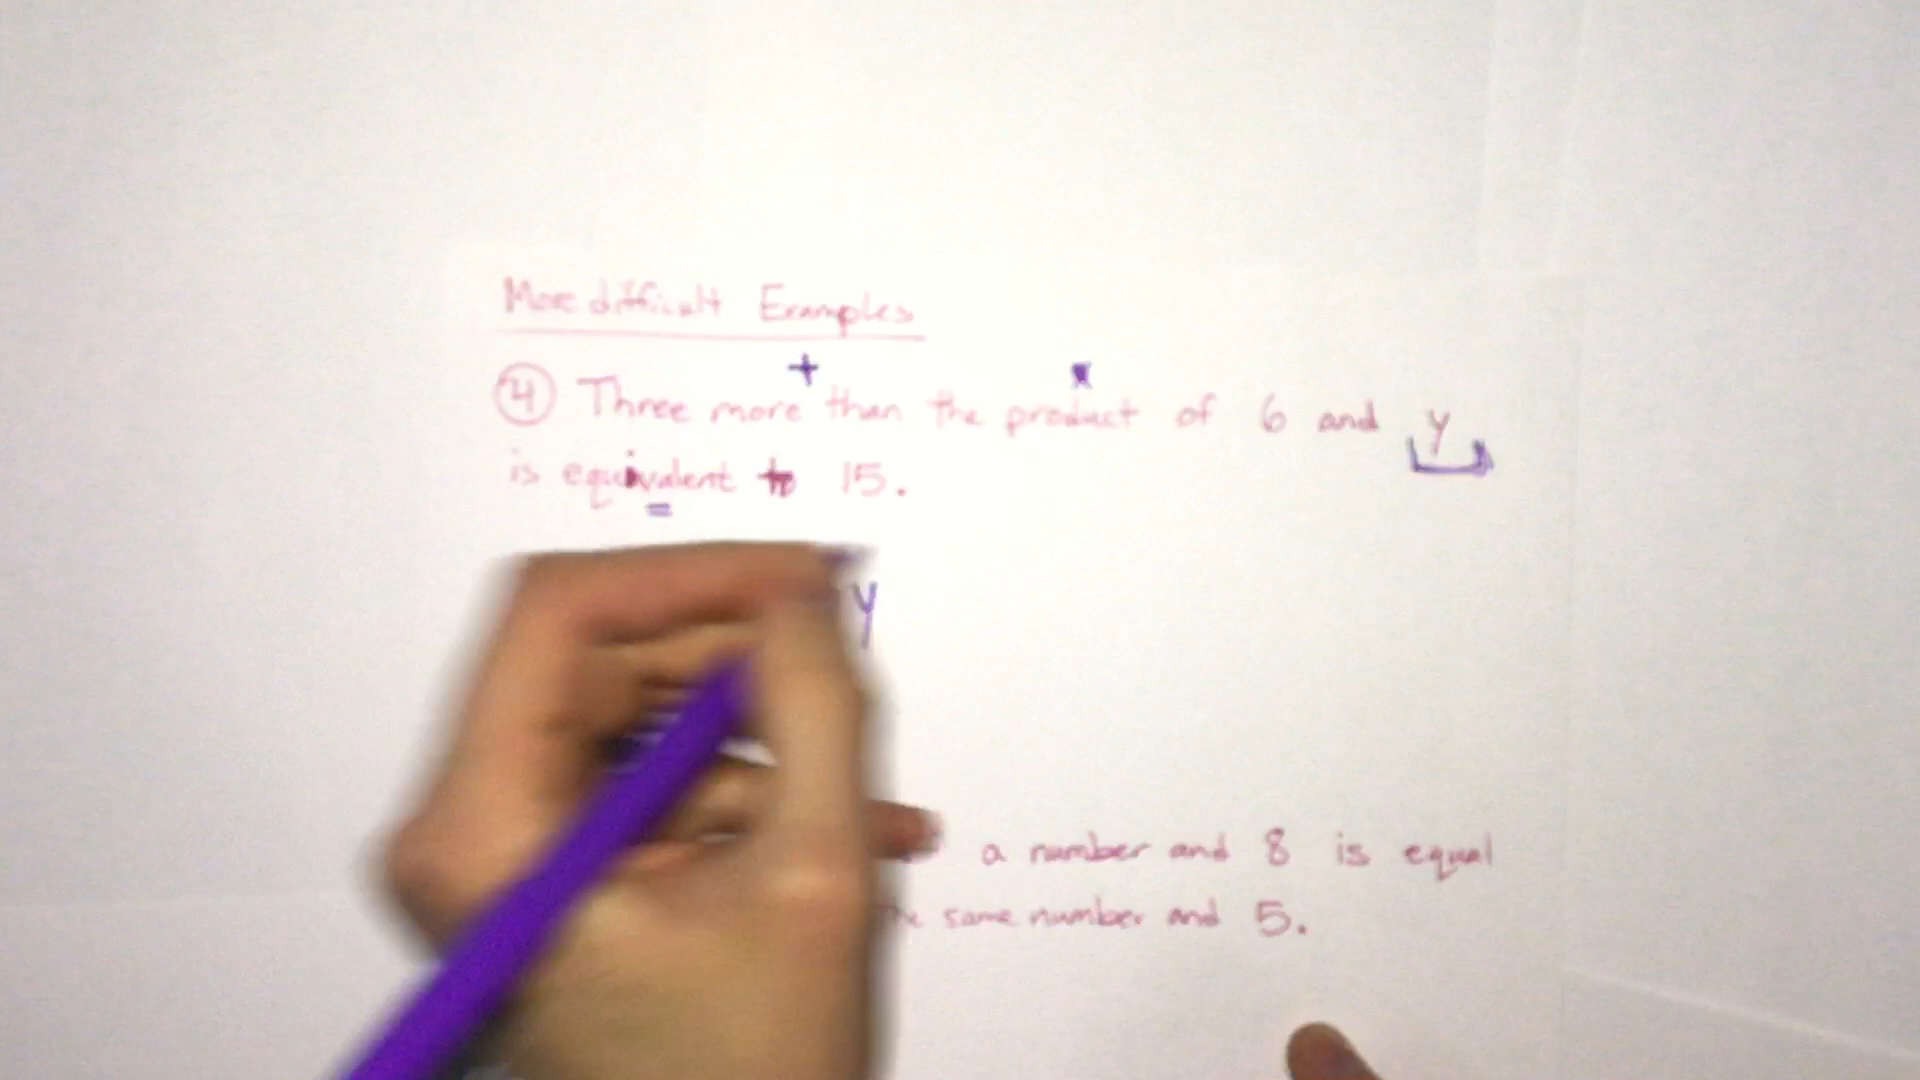 More difficult Examples
+ ×
④ Three more than the product of 6 and y
is equivalent to 15.
=
y
a number and 8 is equal
same number and 5.